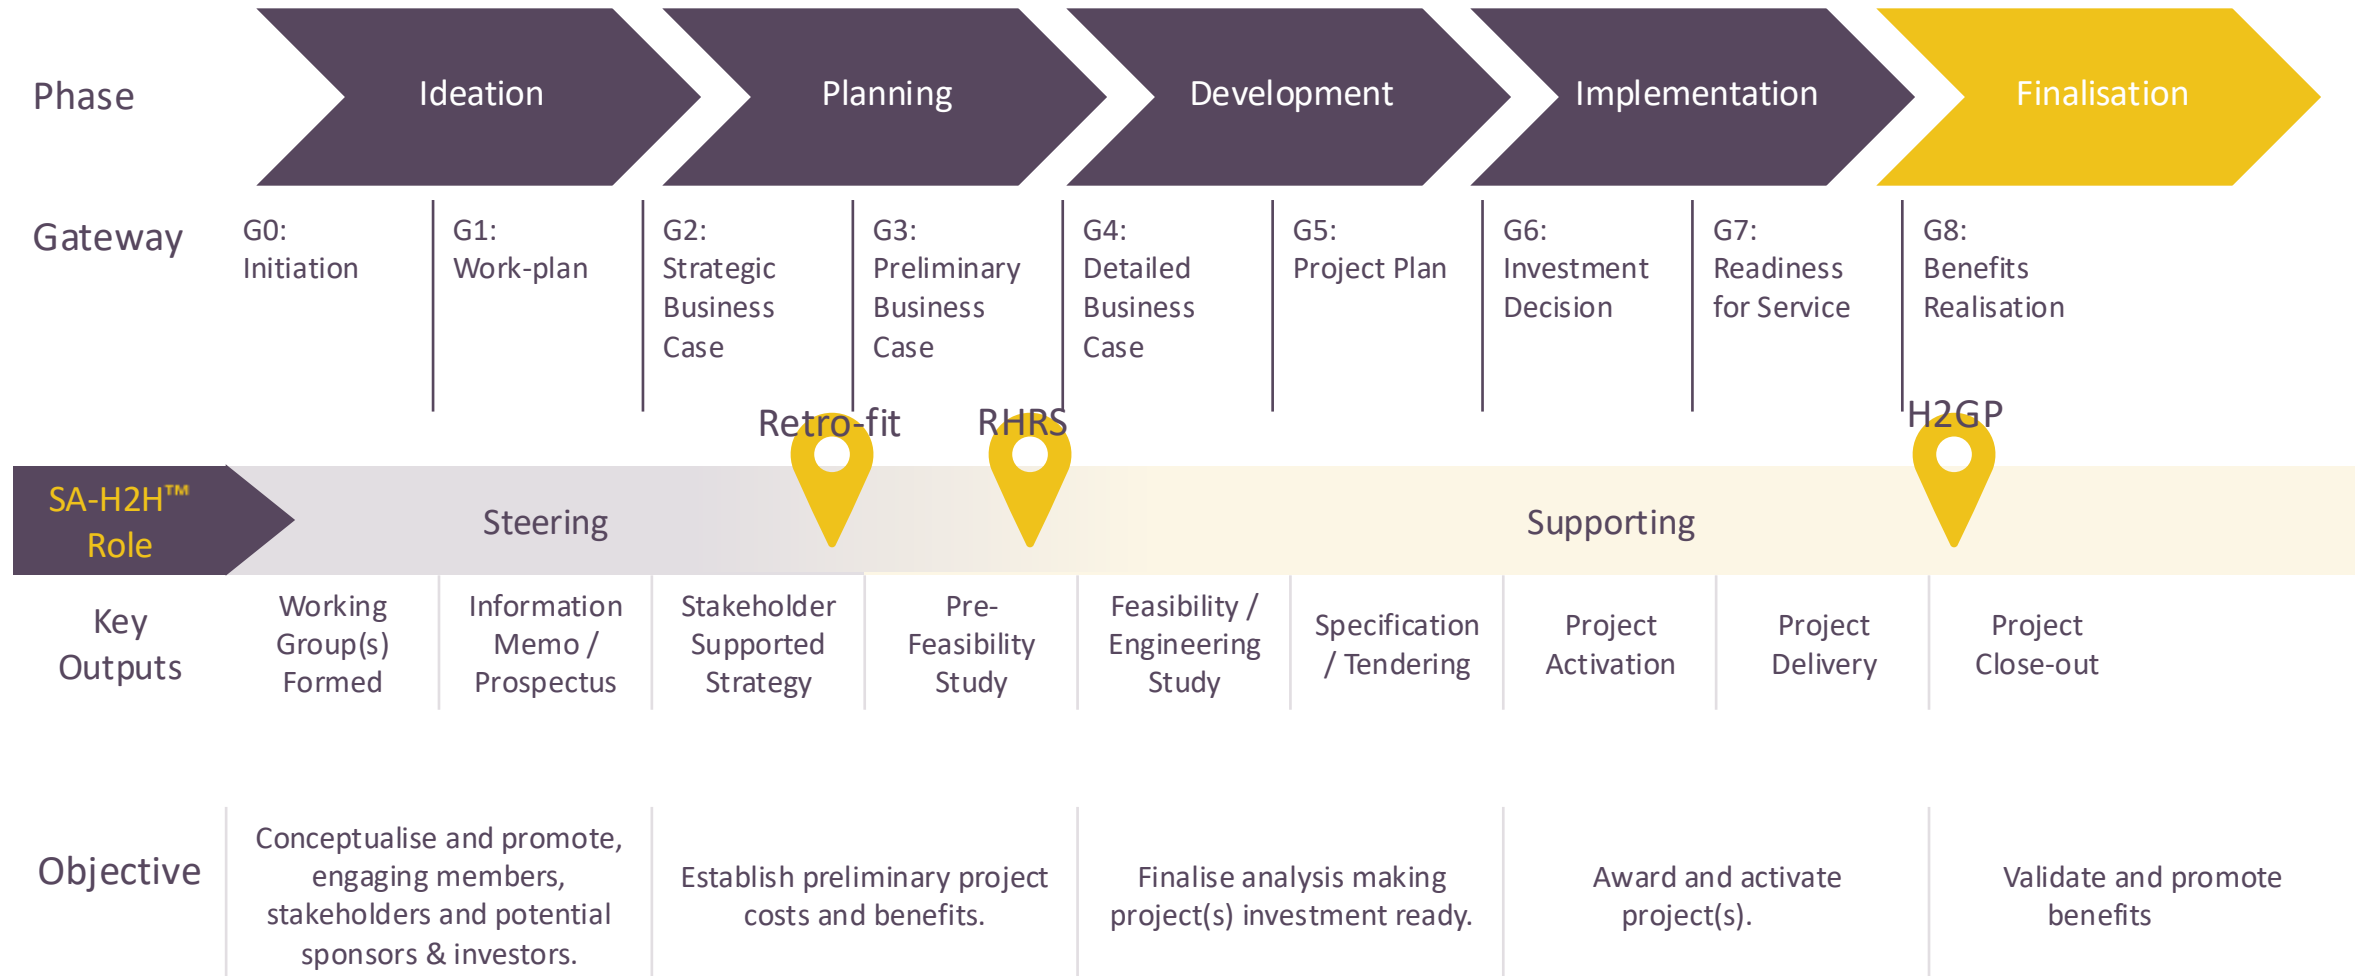 Phase
Ideation
Planning
Development
Implementation
Finalisation
Gateway
G0:
Initiation
G1:
Work-plan
G2:
Strategic
Business
Case
G3:
Preliminary
Business
Case
G4:
Detailed
Business
Case
G5:
Project Plan
G6:
Investment
Decision
G7:
Readiness
for Service
G8:
Benefits
Realisation
Retro-fit
RHRS
H2GP
SA-H2H™
Role
Steering
Supporting
Key
Outputs
Working
Group(s)
Formed
Information
Memo /
Prospectus
Stakeholder
Supported
Strategy
Pre-
Feasibility
Study
Feasibility /
Engineering
Study
Specification
/ Tendering
Project
Activation
Project
Delivery
Project
Close-out
Objective
Conceptualise and promote,
engaging members,
stakeholders and potential
sponsors & investors.
Establish preliminary project
costs and benefits.
Finalise analysis making
project(s) investment ready.
Award and activate
project(s).
Validate and promote
benefits